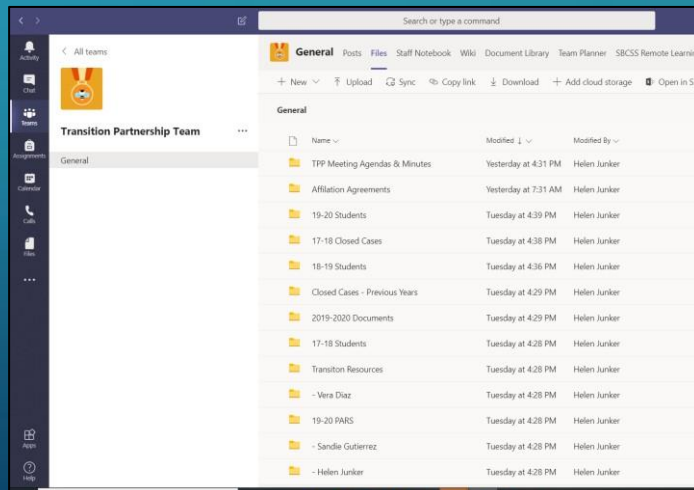 Search or type a command
Activity
Chat
Teams
Assignments
Calendar
Calls
Files
Apps
Help
All teams
Transition Partnership Team
General
General Posts Files Staff Notebook Wiki Document Library Team Planner SBCSS Remote Learni
New Upload Sync Copy link Download Add cloud storage Open in S
General
Name Modified Modified By
TPP Meeting Agendas & Minutes Yesterday at 4:31 PM Helen Junker
Affilation Agreements Yesterday at 7:31 AM Helen Junker
19-20 Students Tuesday at 4:39 PM Helen Junker
17-18 Closed Cases Tuesday at 4:38 PM Helen Junker
18-19 Students Tuesday at 4:36 PM Helen Junker
Closed Cases - Previous Years Tuesday at 4:29 PM Helen Junker
2019-2020 Documents Tuesday at 4:29 PM Helen Junker
17-18 Students Tuesday at 4:28 PM Helen Junker
Transiton Resources Tuesday at 4:28 PM Helen Junker
- Vera Diaz Tuesday at 4:28 PM Helen Junker
19-20 PARS Tuesday at 4:28 PM Helen Junker
- Sandie Gutierrez Tuesday at 4:28 PM Helen Junker
- Helen Junker Tuesday at 4:28 PM Helen Junker